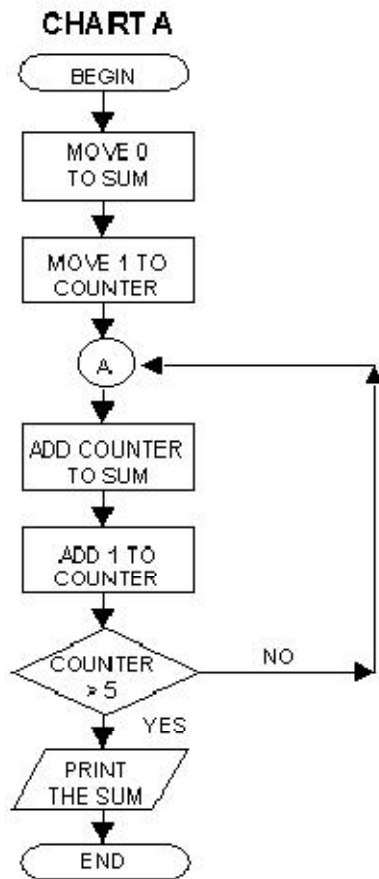 CHART A
BEGIN
MOVE 0
TO SUM
MOVE 1 TO
COUNTER
A
ADD COUNTER
TO SUM
ADD 1 TO
COUNTER
COUNTER
> 5
NO
YES
PRINT
THE SUM
END